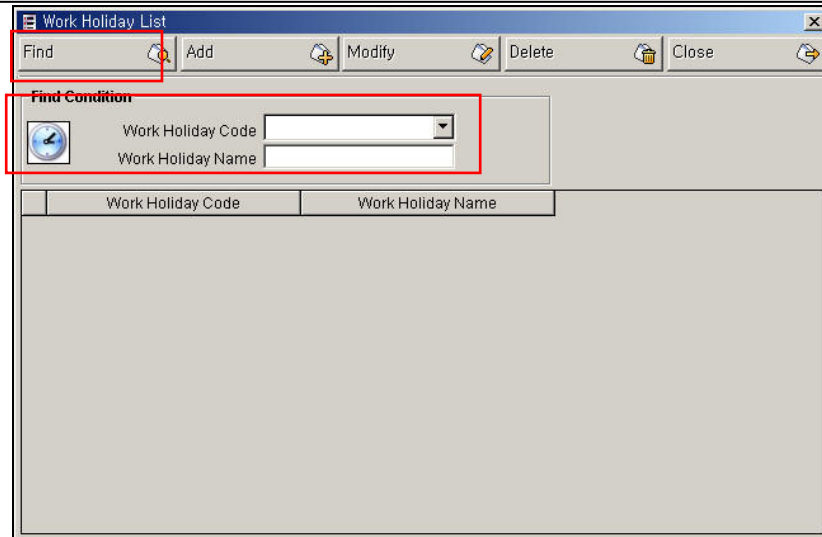 Work Holiday List
Find Add Modify Delete Close
Find Condition
Work Holiday Code
Work Holiday Name
Work Holiday Code Work Holiday Name